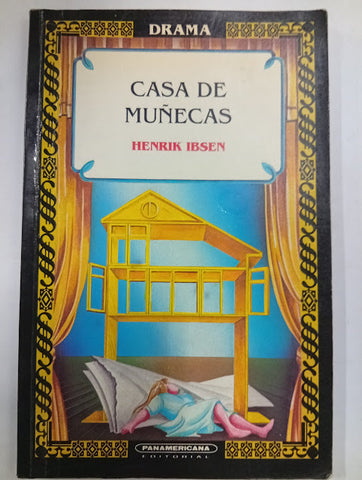 DRAMA
CASA DE
MUÑECAS
HENRIK IBSEN
PANAMERICANA
EDITORIAL